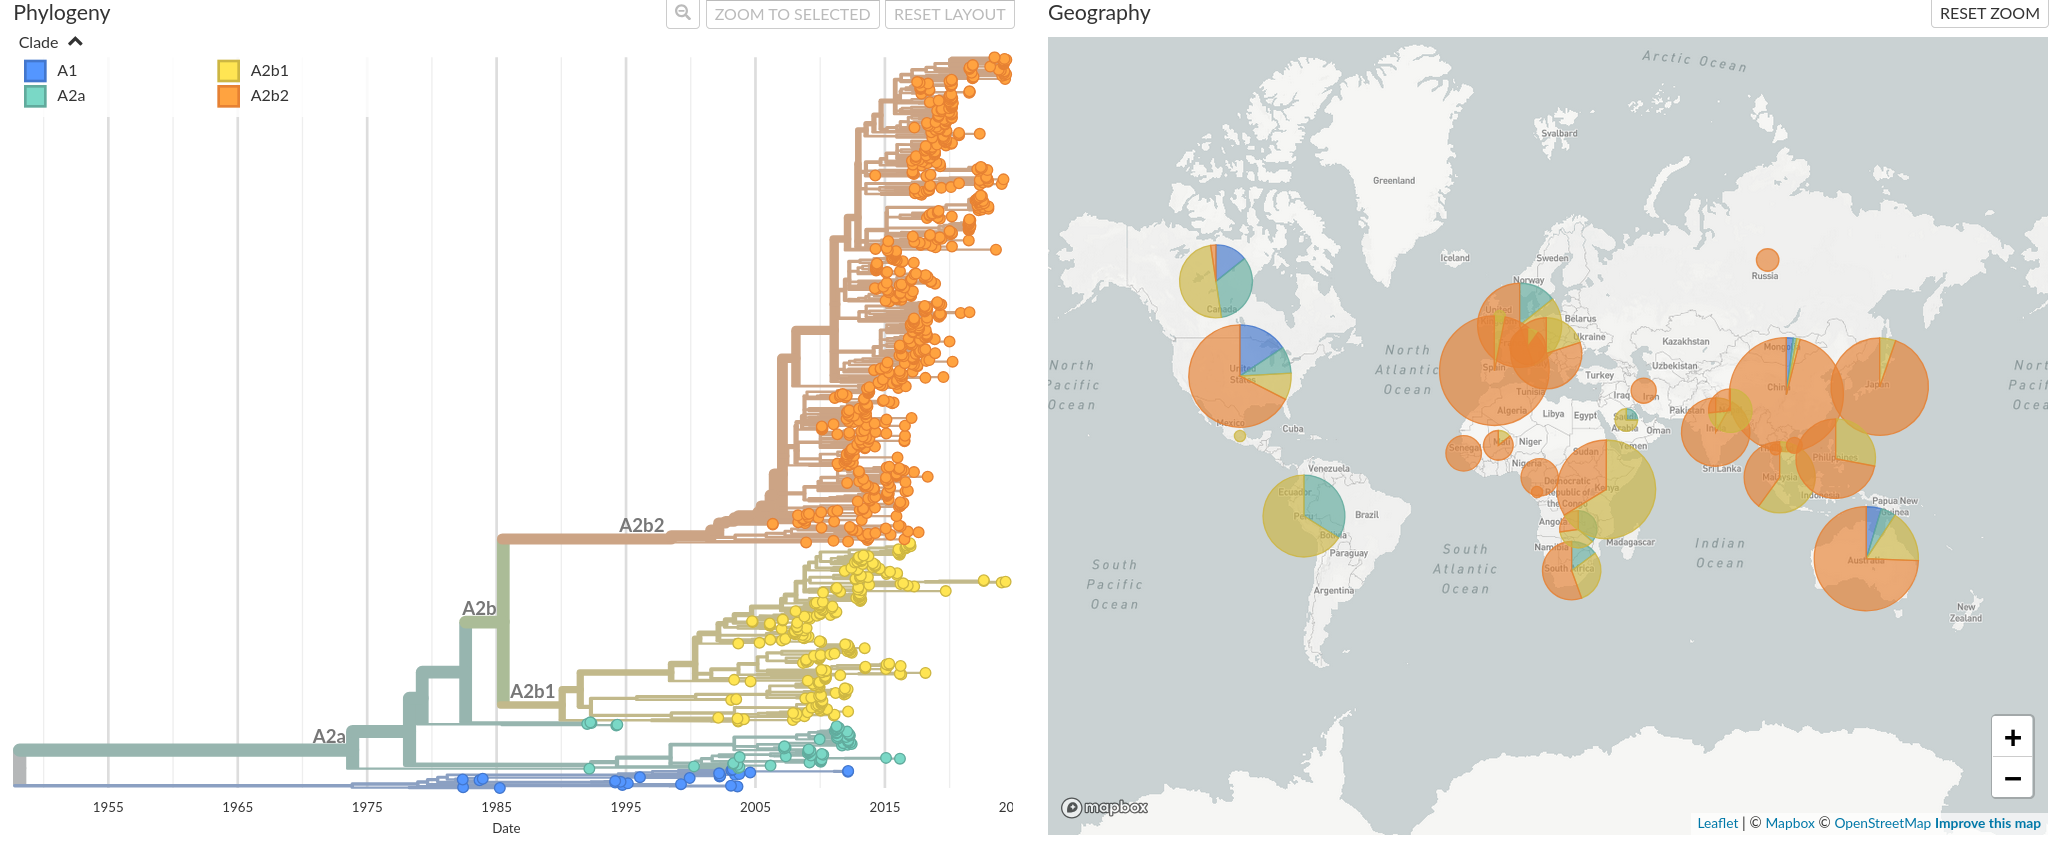 Phylogeny
ZOOM TO SELECTED
RESET LAYOUT
Clade
A1
A2b1
A2a
A2b2
A2b2
A2b
A2b1
A2a
1955
1965
1975
1985
1995
2005
2015
20
Date
Geography
RESET ZOOM
Arctic Ocean
Svalbard
Greenland
Iceland
Sweden
Norway
Russia
Canada
United
Belarus
Ukraine
Kazakhstan
Mongol
North
Pacific
Ocean
North
Atlantic
Ocean
Nort
Pacif
Ocea
United
States
Spain
Uzbekistan
Turkey
China
Japan
Tunisia
Iraq
Iran
Algeria
Libya
Egypt
Pakistan
Mexico
Cuba
Saudi
Arabia
Oman
India
Senegal
Mali
Niger
Sudan
Yemen
Philippines
Venezuela
Nigeria
Sri Lanka
Malaysia
Ecuador
Democratic
Republic of
the Congo
Kenya
Indonesia
Papua New
Guinea
Peru
Brazil
Angola
Bolivia
Madagascar
Paraguay
Namibia
South Africa
Australia
South
Pacific
Ocean
South
Atlantic
Ocean
Indian
Ocean
Argentina
New
Zealand
+
−
mapbox
Leaflet | © Mapbox © OpenStreetMap Improve this map